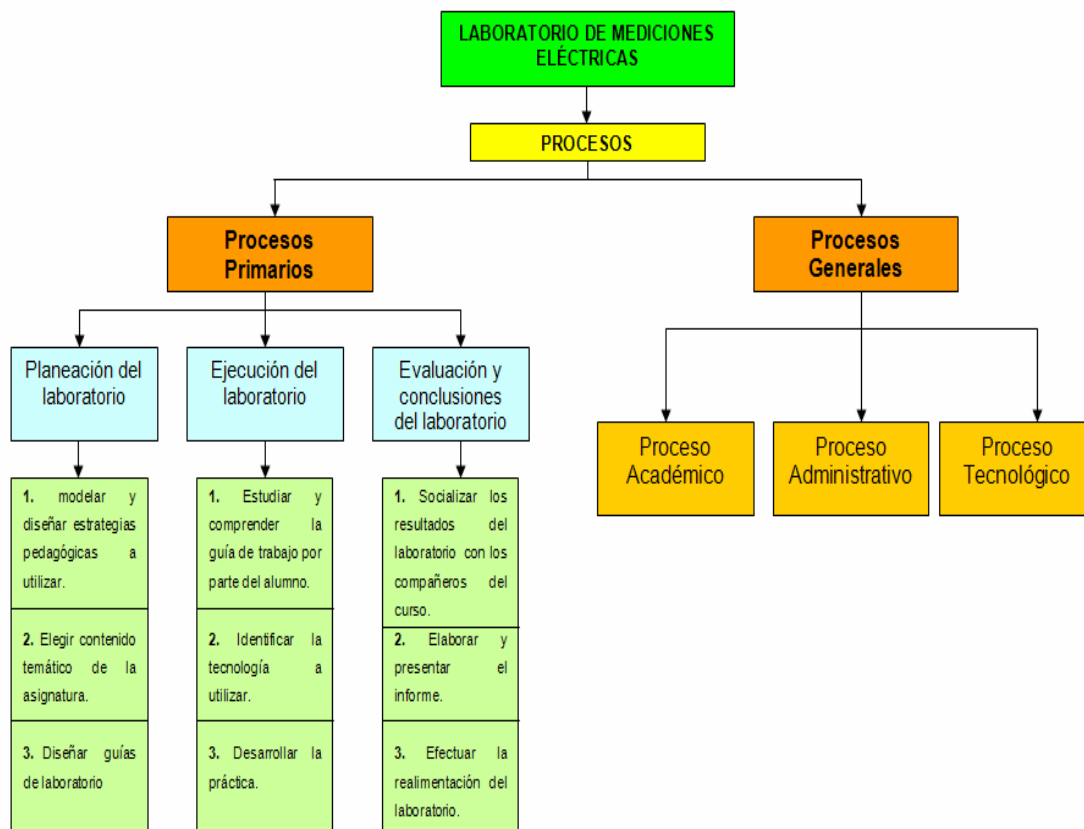 LABORATORIO DE MEDICIONES
ELÉCTRICAS
PROCESOS
Procesos
Primarios
Procesos
Generales
Planeación del
laboratorio
Ejecución del
laboratorio
Evaluación y
conclusiones
del laboratorio
Proceso
Académico
Proceso
Administrativo
Proceso
Tecnológico
1. modelar y
diseñar estrategias
pedagógicas a
utilizar.
2. Elegir contenido
temático de la
asignatura.
3. Diseñar guías
de laboratorio
1. Estudiar y
comprender la
guía de trabajo por
parte del alumno.
2. Identificar la
tecnología a
utilizar.
3. Desarrollar la
práctica.
1. Socializar los
resultados del
laboratorio con los
compañeros del
curso.
2. Elaborar y
presentar el
informe.
3. Efectuar la
realimentación del
laboratorio.